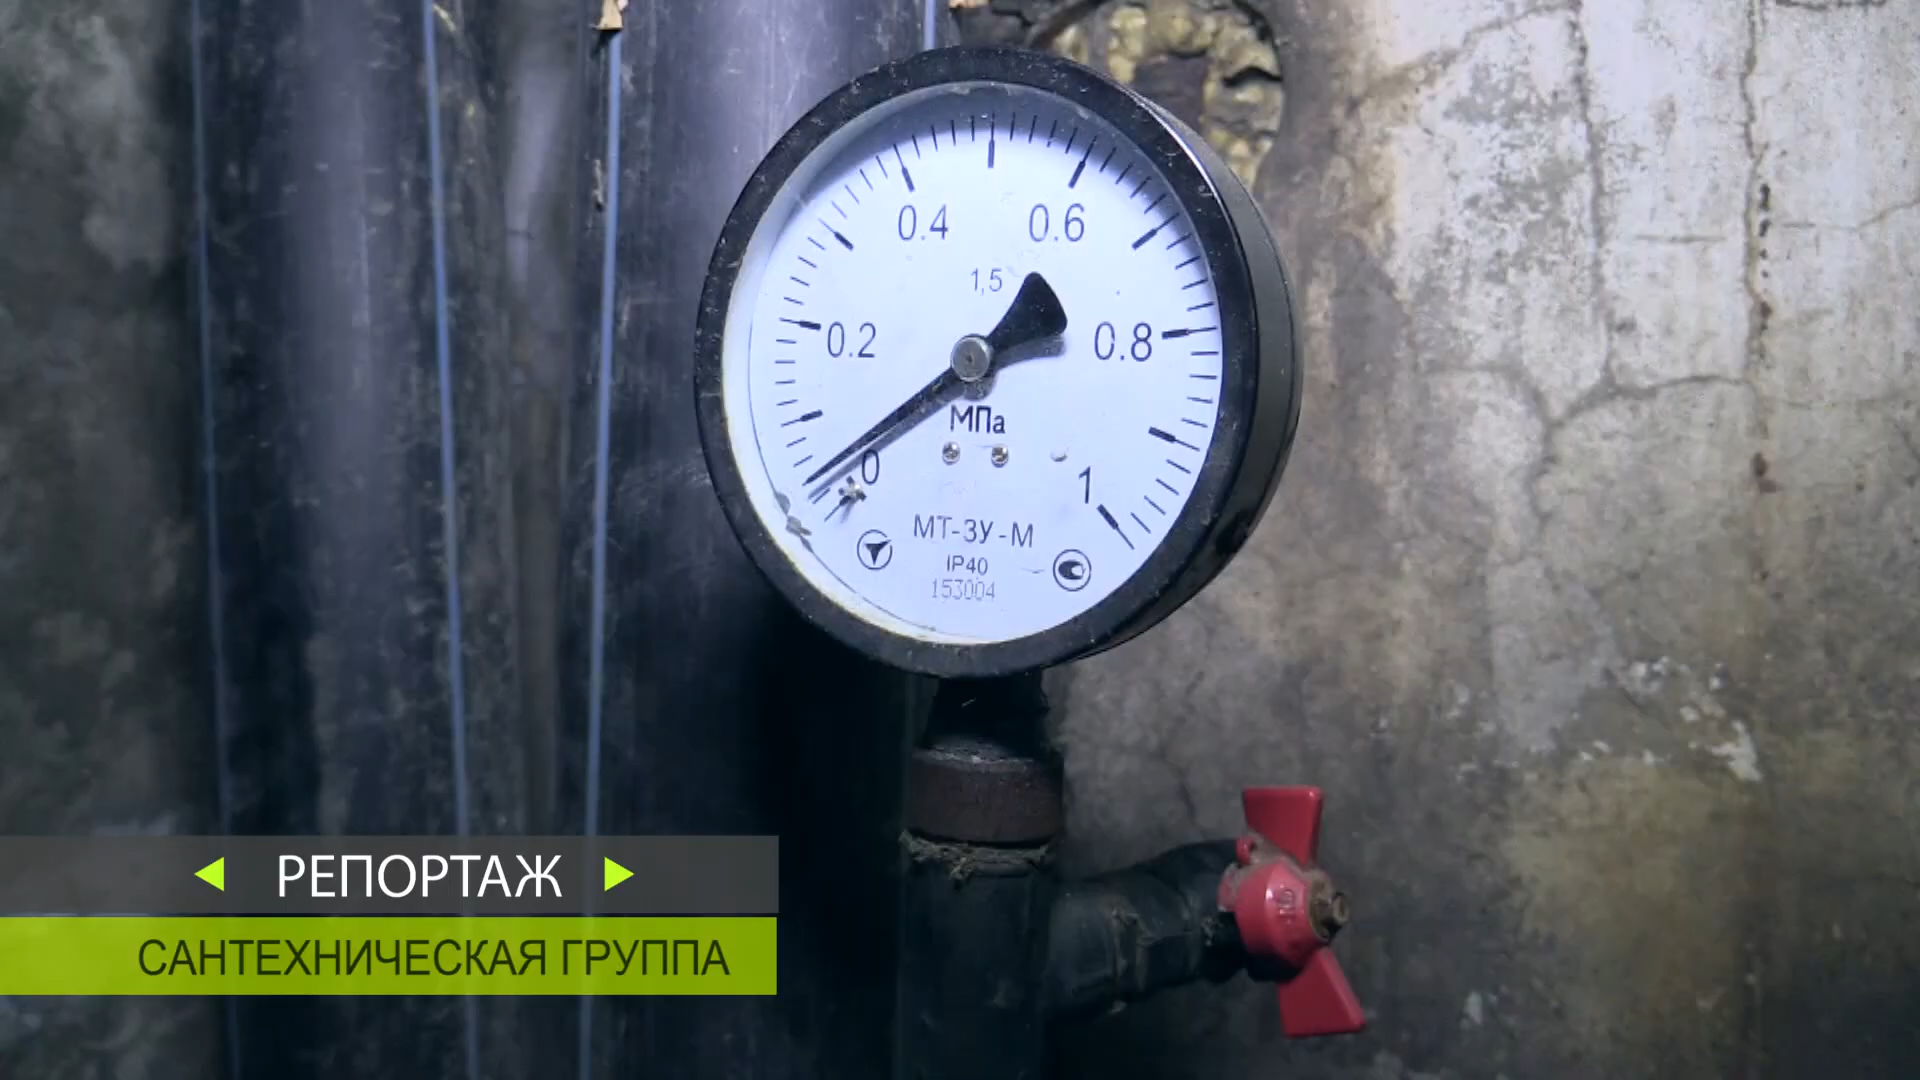 0.4 0.6
1,5
0.2 0.8
МПа
0 1
МТ-3У-М
IP40
153004
РЕПОРТАЖ
САНТЕХНИЧЕСКАЯ ГРУППА